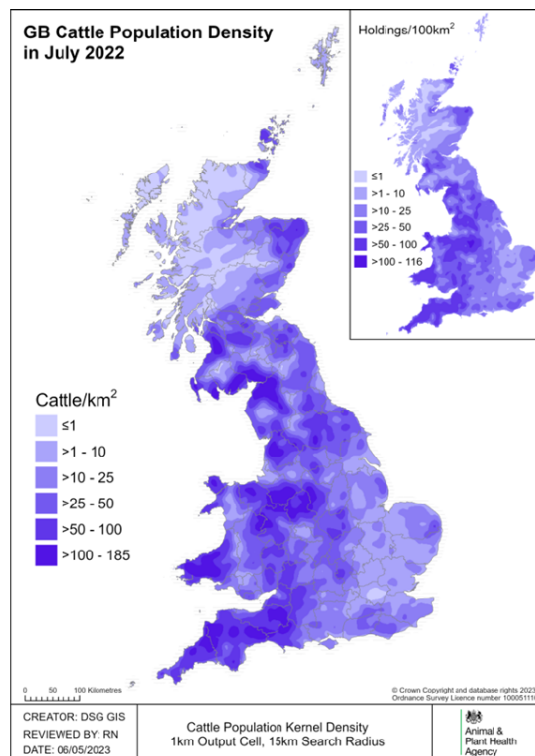 GB Cattle Population Density
in July 2022
Holdings/100km²
≤1
>1 - 10
>10 - 25
>25 - 50
>50 - 100
>100 - 116
Cattle/km²
≤1
>1 - 10
>10 - 25
>25 - 50
>50 - 100
>100 - 185
0 50 100 Kilometres
© Crown Copyright and database rights 2023
Ordnance Survey Licence number 10005111
CREATOR: DSG GIS
REVIEWED BY: RN
DATE: 06/05/2023
Cattle Population Kernel Density
1km Output Cell, 15km Search Radius
Animal &
Plant Health
Agency